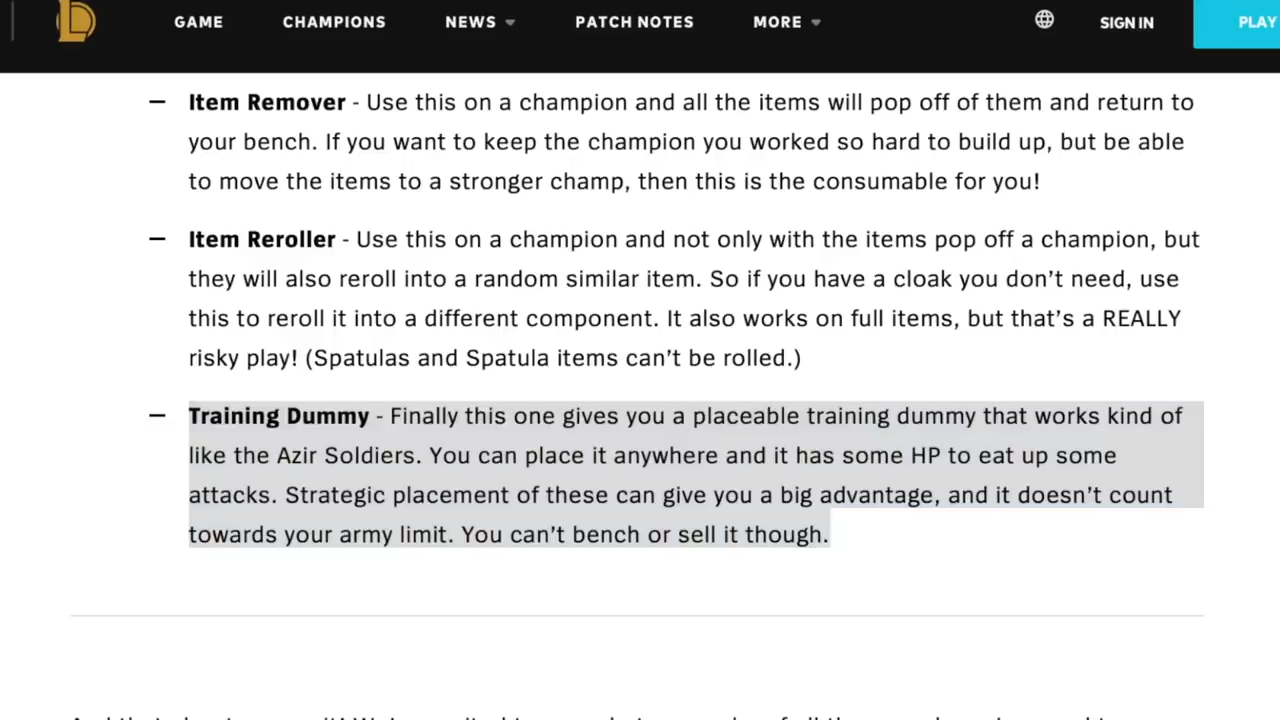 GAME CHAMPIONS NEWS PATCH NOTES MORE SIGN IN PLAY
– Item Remover - Use this on a champion and all the items will pop off of them and return to
your bench. If you want to keep the champion you worked so hard to build up, but be able
to move the items to a stronger champ, then this is the consumable for you!
– Item Reroller - Use this on a champion and not only with the items pop off a champion, but
they will also reroll into a random similar item. So if you have a cloak you don’t need, use
this to reroll it into a different component. It also works on full items, but that’s a REALLY
risky play! (Spatulas and Spatula items can’t be rolled.)
– Training Dummy - Finally this one gives you a placeable training dummy that works kind of
like the Azir Soldiers. You can place it anywhere and it has some HP to eat up some
attacks. Strategic placement of these can give you a big advantage, and it doesn’t count
towards your army limit. You can’t bench or sell it though.